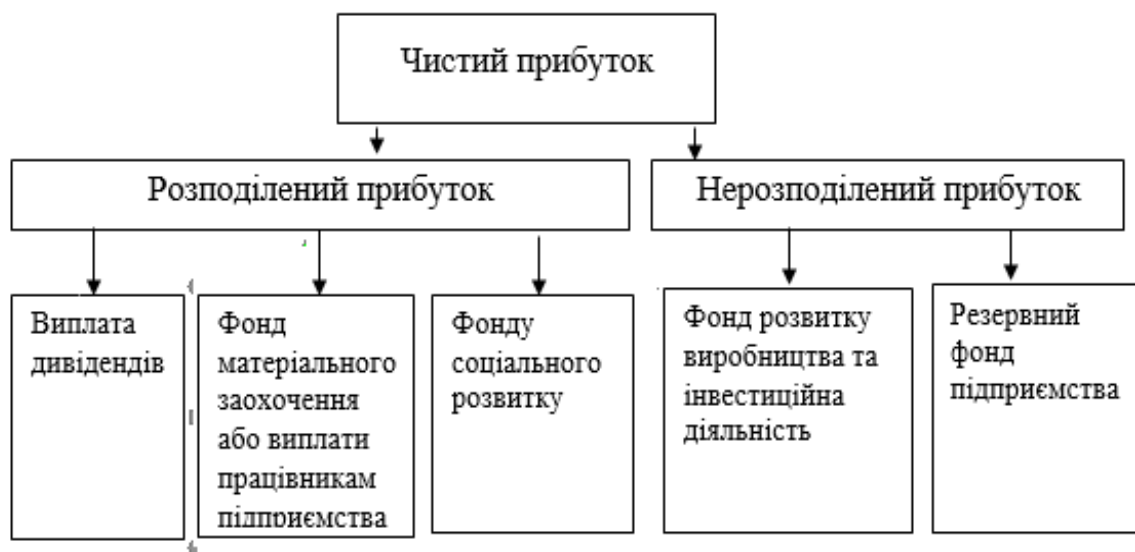 Чистий прибуток
Розподілений прибуток
Нерозподілений прибуток
Виплата
дивідендів
Фонд
матеріального
заохочення
або виплати
працівникам
підприємства
Фонду
соціального
розвитку
Фонд розвитку
виробництва та
інвестиційна
діяльність
Резервний
фонд
підприємства